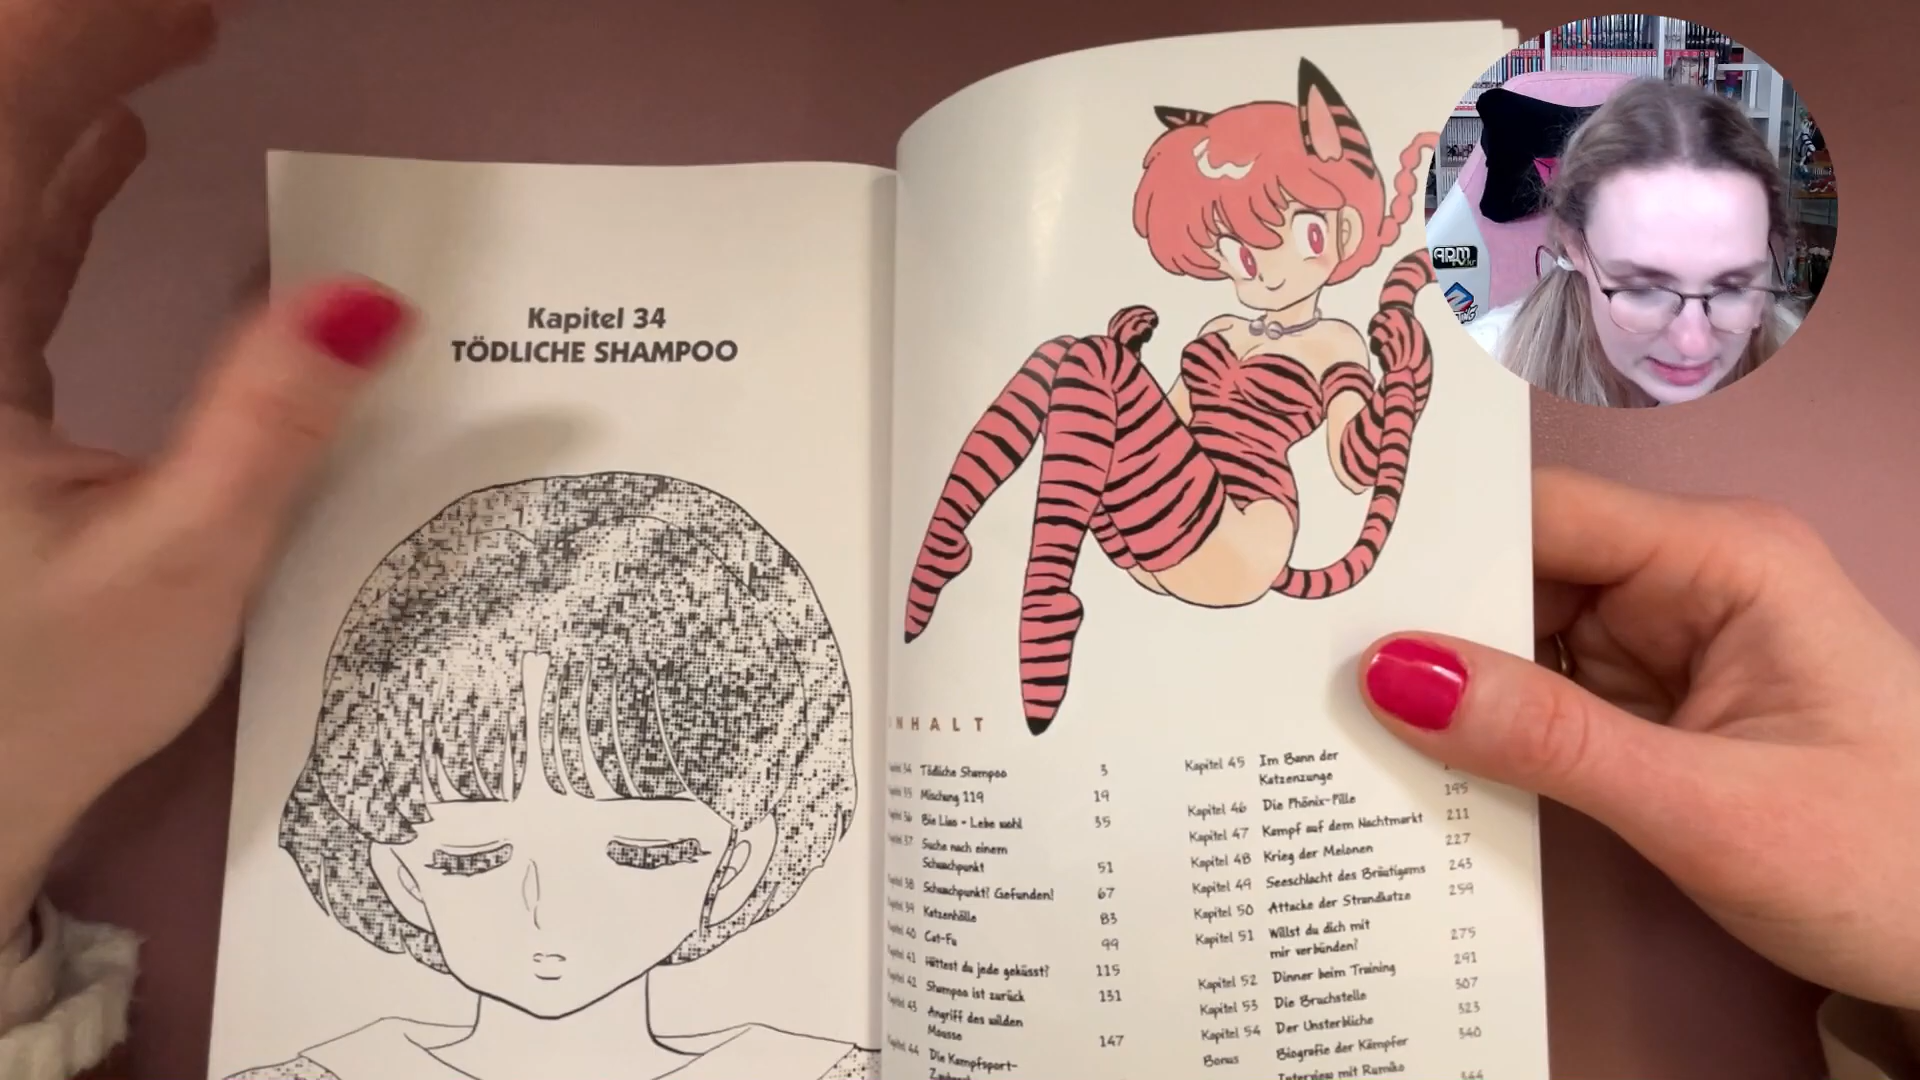 Kapitel 34
TÖDLICHE SHAMPOO
INHALT
Tödliche Shampoo 3
Mischung 119 19
Bie Liao - Lebe wohl 35
Suche nach einem
Schwachpunkt 51
Schwachpunkt? Gefunden! 67
Katzenhölle 83
Cat-Fu 99
Hättest du jede geküsst? 115
Shampoo ist zurück 131
Angriff des wilden
Mousse 147
Kapitel 44 Die Kampfsport-
Kapitel 45 Im Bann der
Katzenzunge
Kapitel 46 Die Phönix-Pille 195
Kapitel 47 Kampf auf dem Nachtmarkt 211
Kapitel 48 Krieg der Melonen 227
Kapitel 49 Seeschlacht des Bräutigams 243
Kapitel 50 Attacke der Strandkatze 259
Kapitel 51 Willst du dich mit
mir verbünden? 275
Kapitel 52 Dinner beim Training 291
Kapitel 53 Die Bruchstelle 307
Kapitel 54 Der Unsterbliche 323
Bonus Biografie der Kämpfer 340
Interview mit Rumiko 344